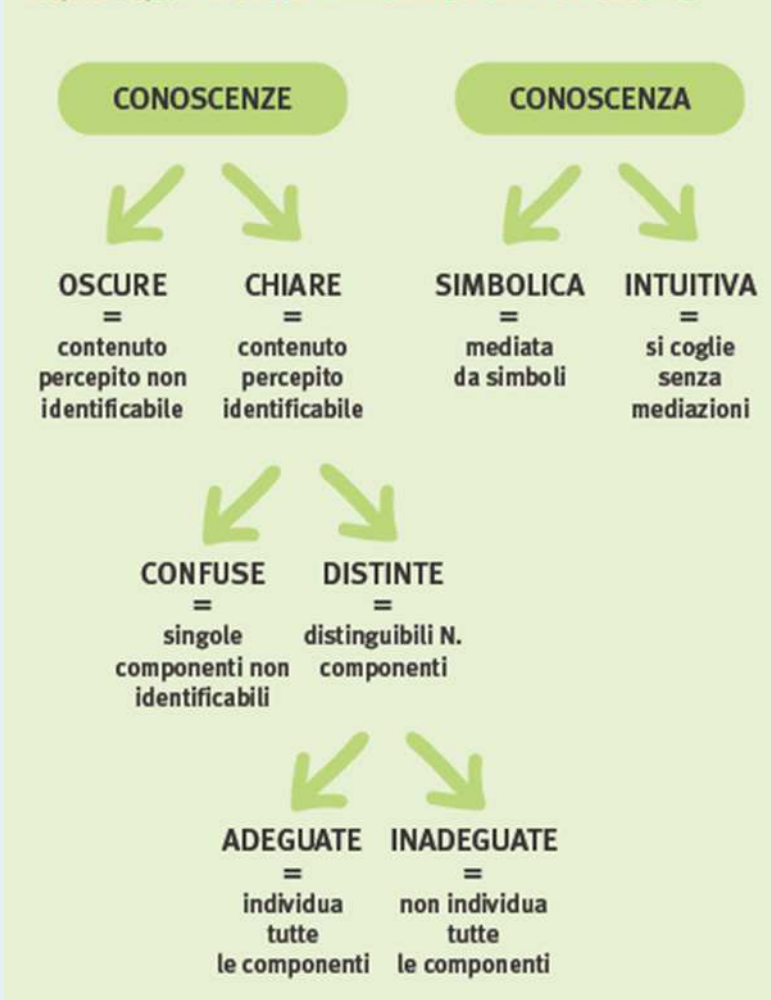 CONOSCENZE
CONOSCENZA
OSCURE
=
contenuto
percepito non
identificabile
CHIARE
=
contenuto
percepito
identificabile
SIMBOLICA
=
mediata
da simboli
INTUITIVA
=
si coglie
senza
mediazioni
CONFUSE
=
singole
componenti non
identificabili
DISTINTE
=
distinguibili N.
componenti
ADEGUATE
=
individua
tutte
le componenti
INADEGUATE
=
non individua
tutte
le componenti